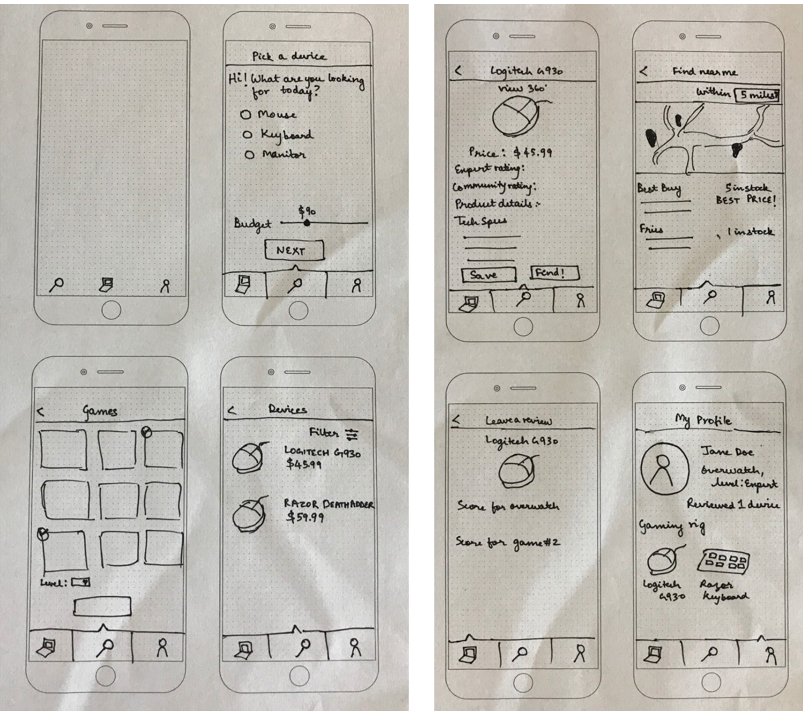 Pick a device
Hi! What are you looking
for today?
Mouse
Keyboard
Monitor
$90
Budget
NEXT
< Games
Level:
< Devices
Filter
LOGITECH G930
$45.99
RAZOR DEATHADDER
$59.99
< Logitech G930
View 360°
Price: $45.99
Expert rating:
Community rating:
Product details:-
Tech Specs
Save
Find!
< Find near me
Within 5 miles
Best Buy 5 in stock
BEST PRICE!
Fries 1 in stock
< Leave a review
Logitech G930
Score for overwatch
Score for game #2
My Profile
Jane Doe
overwatch,
level: Expert
Reviewed 1 device
Gaming rig
Logitech
G930
Razor
Keyboard